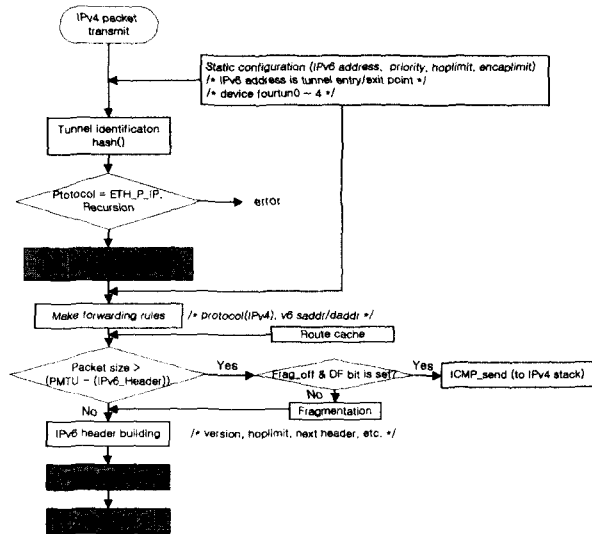 IPv4 packet
transmit
Static configuration (IPv6 address, priority, hoplimit, encaplimit)
/* IPv6 address is tunnel entry/exit point */
/* device fourtun0 ~ 4 */
Tunnel identificaton
hash()
Ptotocol = ETH_P_IP,
Recursion
error
Make forwarding rules
/* protocol(IPv4), v6 saddr/daddr */
Route cache
Packet size >
(PMTU - (IPv6_Header))
Yes
Frag_off & DF bit is set?
Yes
ICMP_send (to IPv4 stack)
No
No
Fragmentation
IPv6 header building
/* version, hoplimit, next header, etc. */